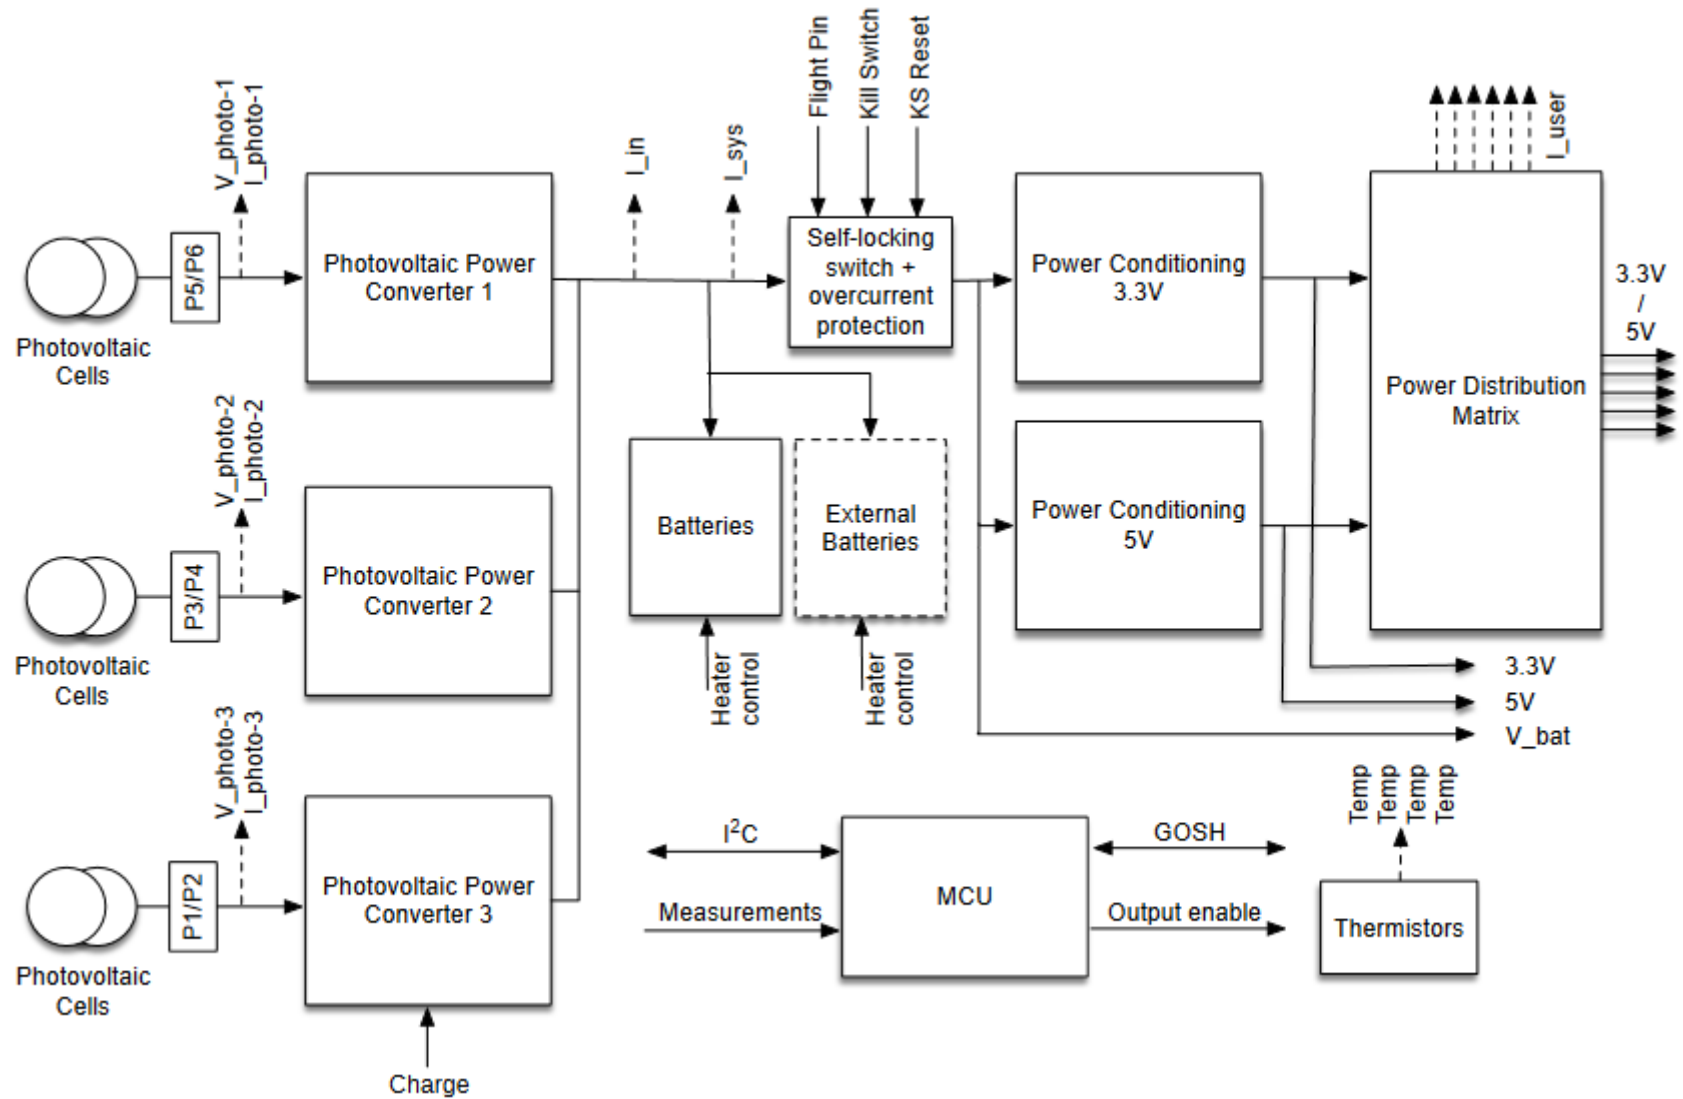 Flight Pin
Kill Switch
KS Reset
V_photo-1
I_photo-1
I_in
I_sys
I_user
P5/P6
Photovoltaic
Cells
Photovoltaic Power
Converter 1
Self-locking
switch +
overcurrent
protection
Power Conditioning
3.3V
3.3V
/
5V
Power Distribution
Matrix
V_photo-2
I_photo-2
P3/P4
Photovoltaic
Cells
Photovoltaic Power
Converter 2
Batteries
External
Batteries
Power Conditioning
5V
Heater
control
Heater
control
3.3V
5V
V_bat
V_photo-3
I_photo-3
P1/P2
Photovoltaic
Cells
Photovoltaic Power
Converter 3
Charge
I²C
Measurements
MCU
GOSH
Output enable
Temp
Temp
Temp
Temp
Thermistors